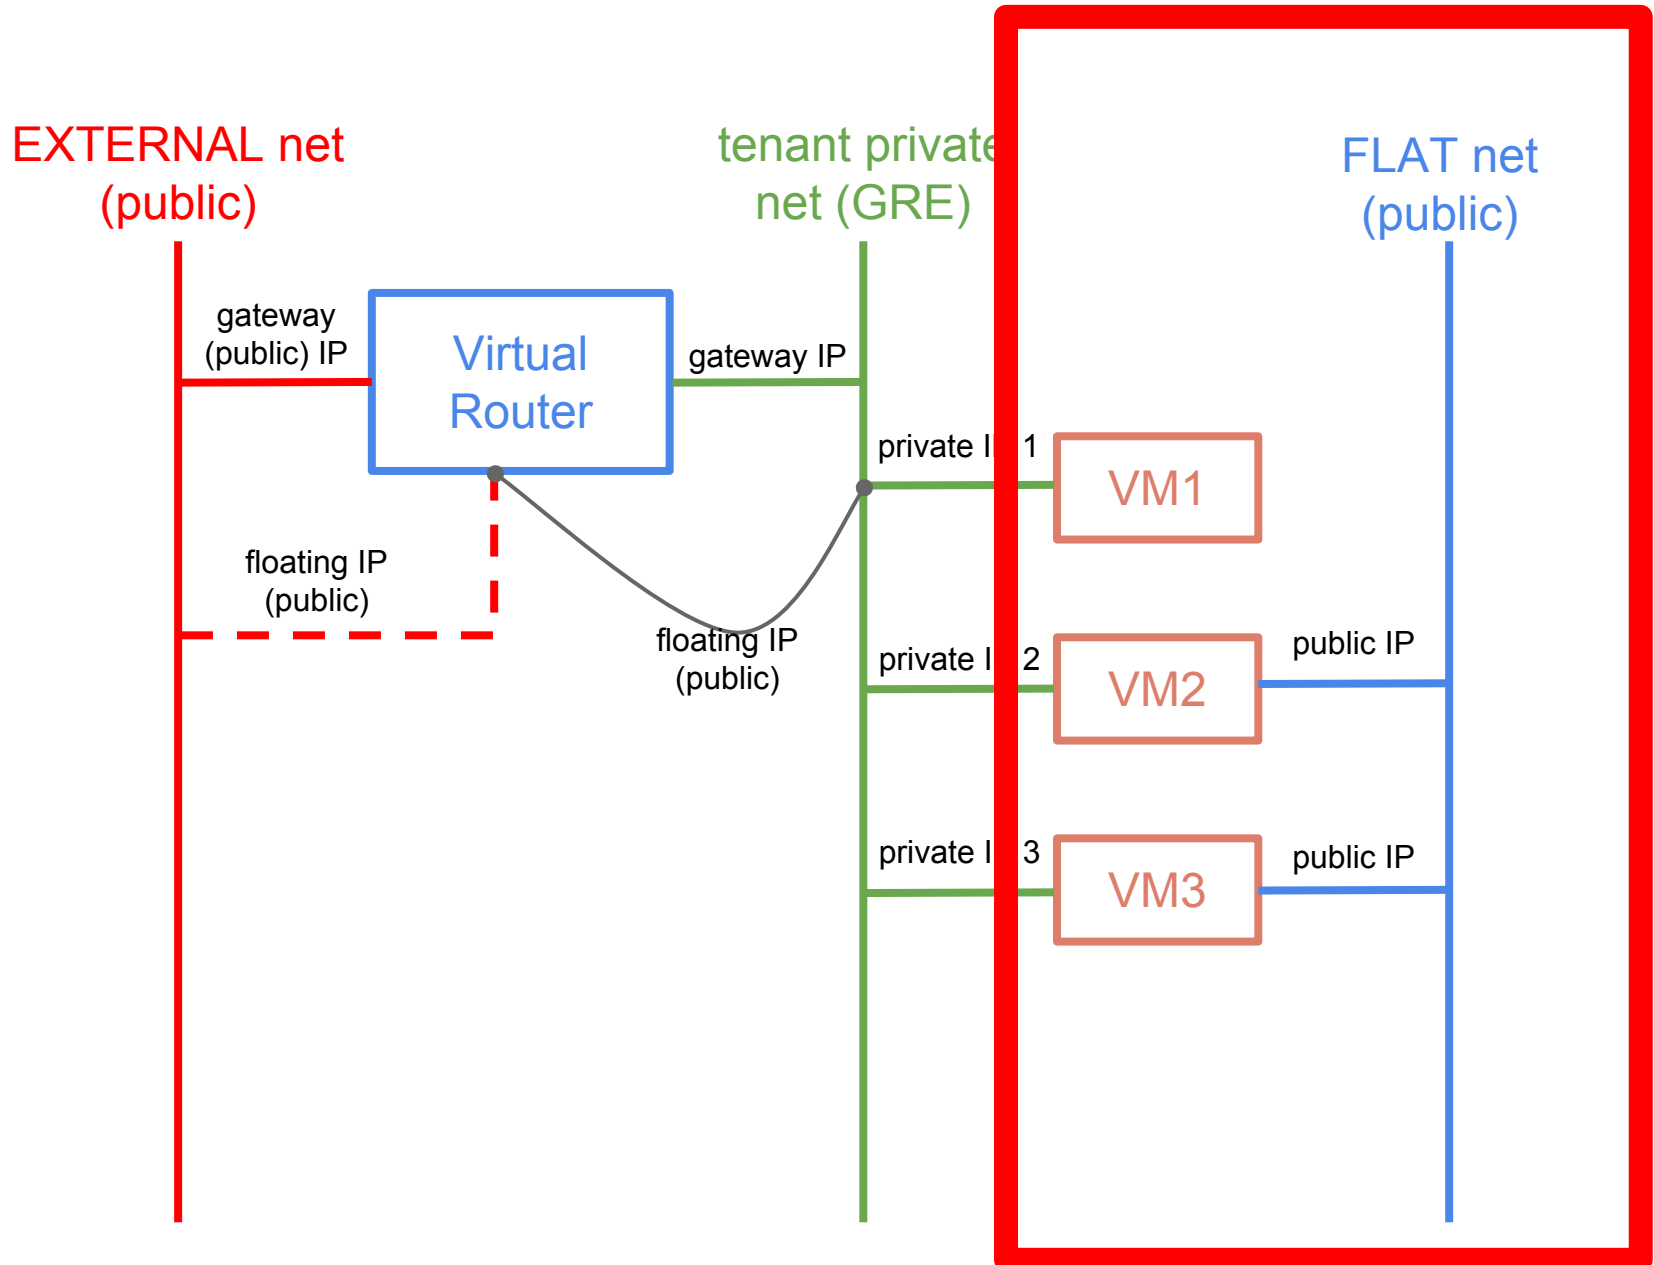 EXTERNAL net
(public)
tenant private
net (GRE)
FLAT net
(public)
gateway
(public) IP
Virtual
Router
gateway IP
private I 1
VM1
floating IP
(public)
floating IP
(public)
private I 2
VM2
public IP
private I 3
VM3
public IP